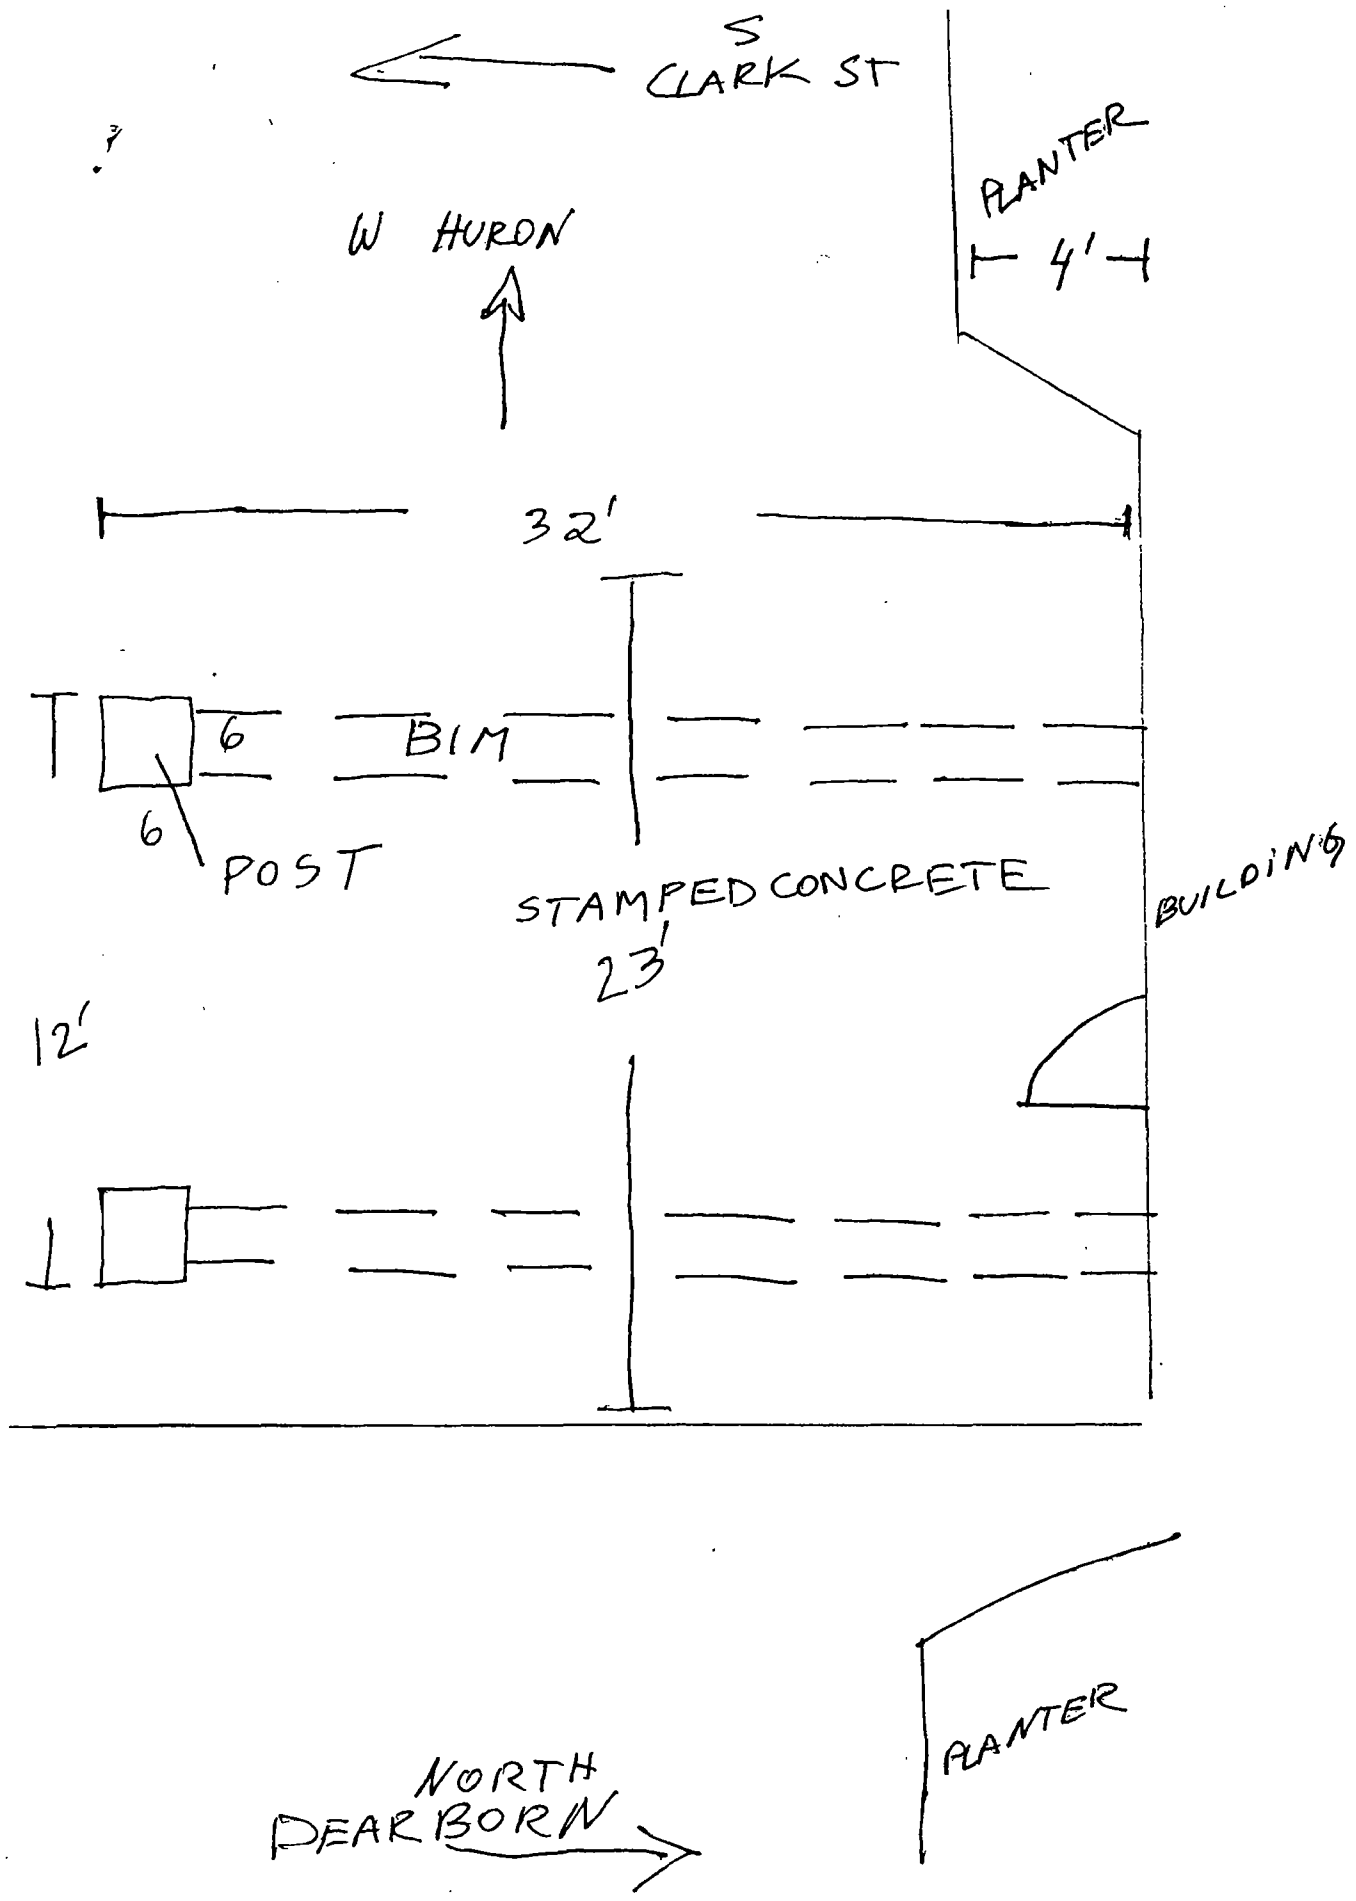 S
CLARK ST
PLANTER
4'
W HURON
32'
6
BIM
6
POST
STAMPED CONCRETE
23'
BUILDING
12'
PLANTER
NORTH
DEARBORN